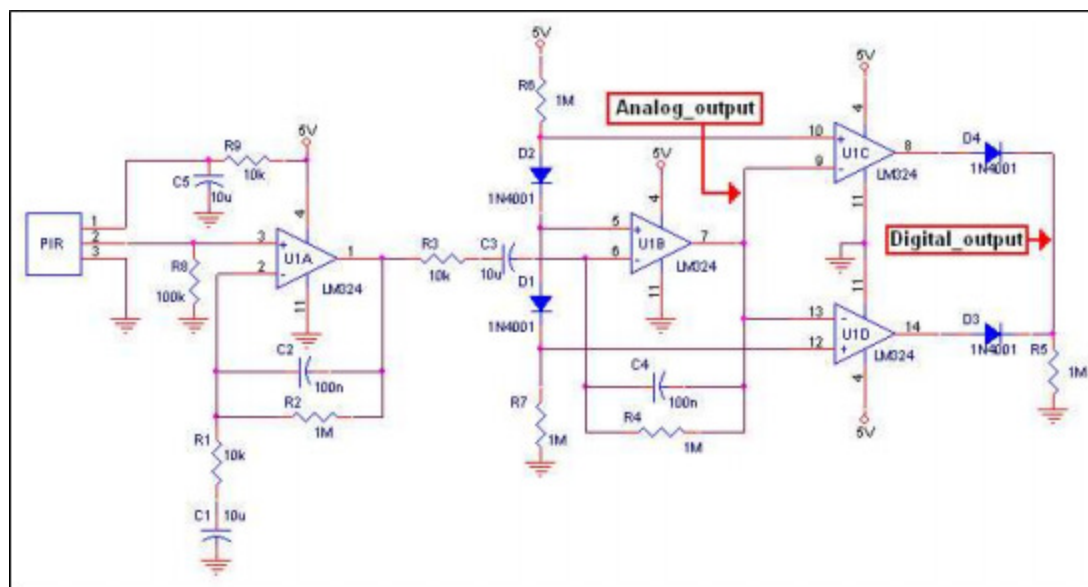 5V
R6
1M
Analog_output
5V
4
10
+
U1C
8
D4
9
-
LM324
1N4001
11
5V
R9
10k
C5
10u
D2
1N4001
5V
4
PIR
1
2
3
R8
100k
4
3
+
U1A
1
2
-
LM324
11
R3
10k
C3
10u
5
+
U1B
7
6
-
LM324
11
D1
1N4001
Digital_output
11
13
-
U1D
14
D3
12
+
LM324
1N4001
4
5V
R5
1M
C2
100n
R2
1M
R7
1M
C4
100n
R4
1M
R1
10k
C1
10u